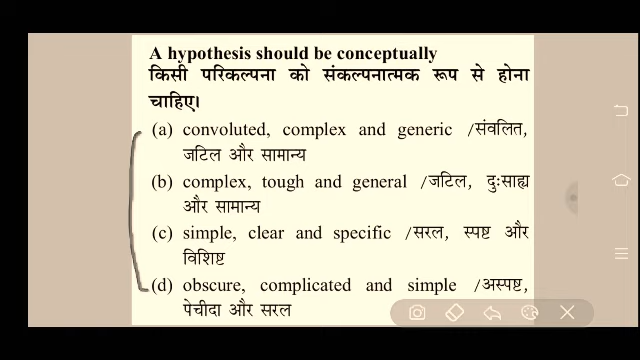 A hypothesis should be conceptually
किसी परिकल्पना को संकल्पनात्मक रूप से होना
चाहिए।
(a) convoluted, complex and generic /संवलित,
जटिल और सामान्य
(b) complex, tough and general /जटिल, दुःसाह्य
और सामान्य
(c) simple, clear and specific /सरल, स्पष्ट और
विशिष्ट
(d) obscure, complicated and simple /अस्पष्ट,
पेचीदा और सरल